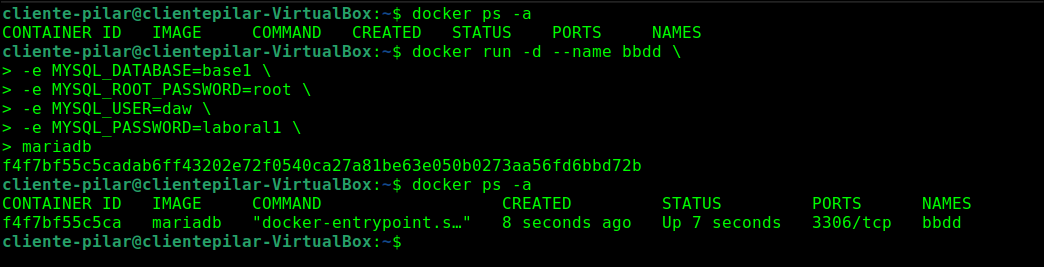 cliente-pilar@clientepilar-VirtualBox:~$ docker ps -a
CONTAINER ID   IMAGE     COMMAND   CREATED   STATUS    PORTS     NAMES
cliente-pilar@clientepilar-VirtualBox:~$ docker run -d --name bbdd \
> -e MYSQL_DATABASE=base1 \
> -e MYSQL_ROOT_PASSWORD=root \
> -e MYSQL_USER=daw \
> -e MYSQL_PASSWORD=laboral1 \
> mariadb
f4f7bf55c5cadab6ff43202e72f0540ca27a81be63e050b0273aa56fd6bbd72b
cliente-pilar@clientepilar-VirtualBox:~$ docker ps -a
CONTAINER ID   IMAGE     COMMAND                  CREATED         STATUS         PORTS      NAMES
f4f7bf55c5ca   mariadb   "docker-entrypoint.s…"   8 seconds ago   Up 7 seconds   3306/tcp   bbdd
cliente-pilar@clientepilar-VirtualBox:~$